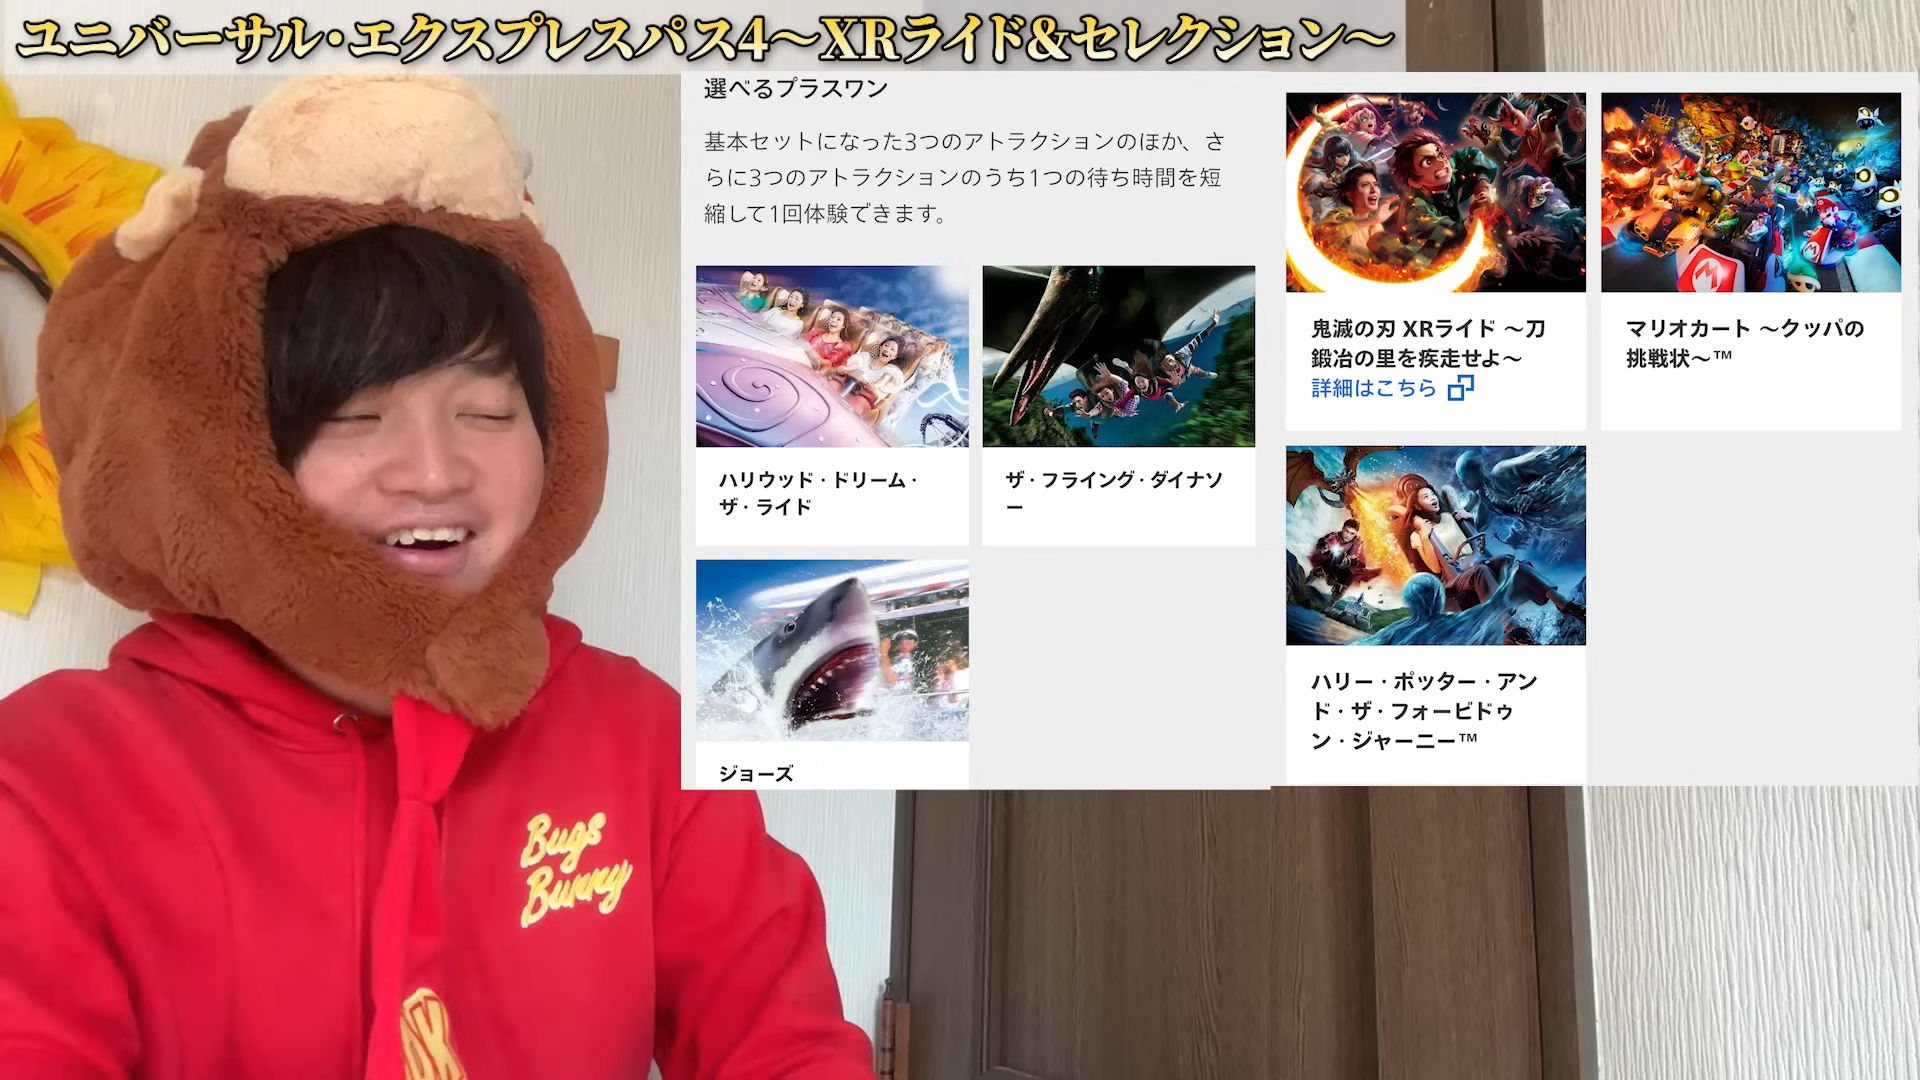 ユニバーサル・エクスプレスパス4～XRライド&セレクション～
選べるプラスワン
基本セットになった3つのアトラクションのほか、さ
らに3つのアトラクションのうち1つの待ち時間を短
縮して1回体験できます。
ハリウッド・ドリーム・
ザ・ライド
ザ・フライング・ダイナソ
ー
ジョーズ
鬼滅の刃 XRライド ～刀
鍛冶の里を疾走せよ～
詳細はこちら
マリオカート ～クッパの
挑戦状～™
ハリー・ポッター・アン
ド・ザ・フォービドゥ
ン・ジャーニー™
Bugs
Bunny
DK